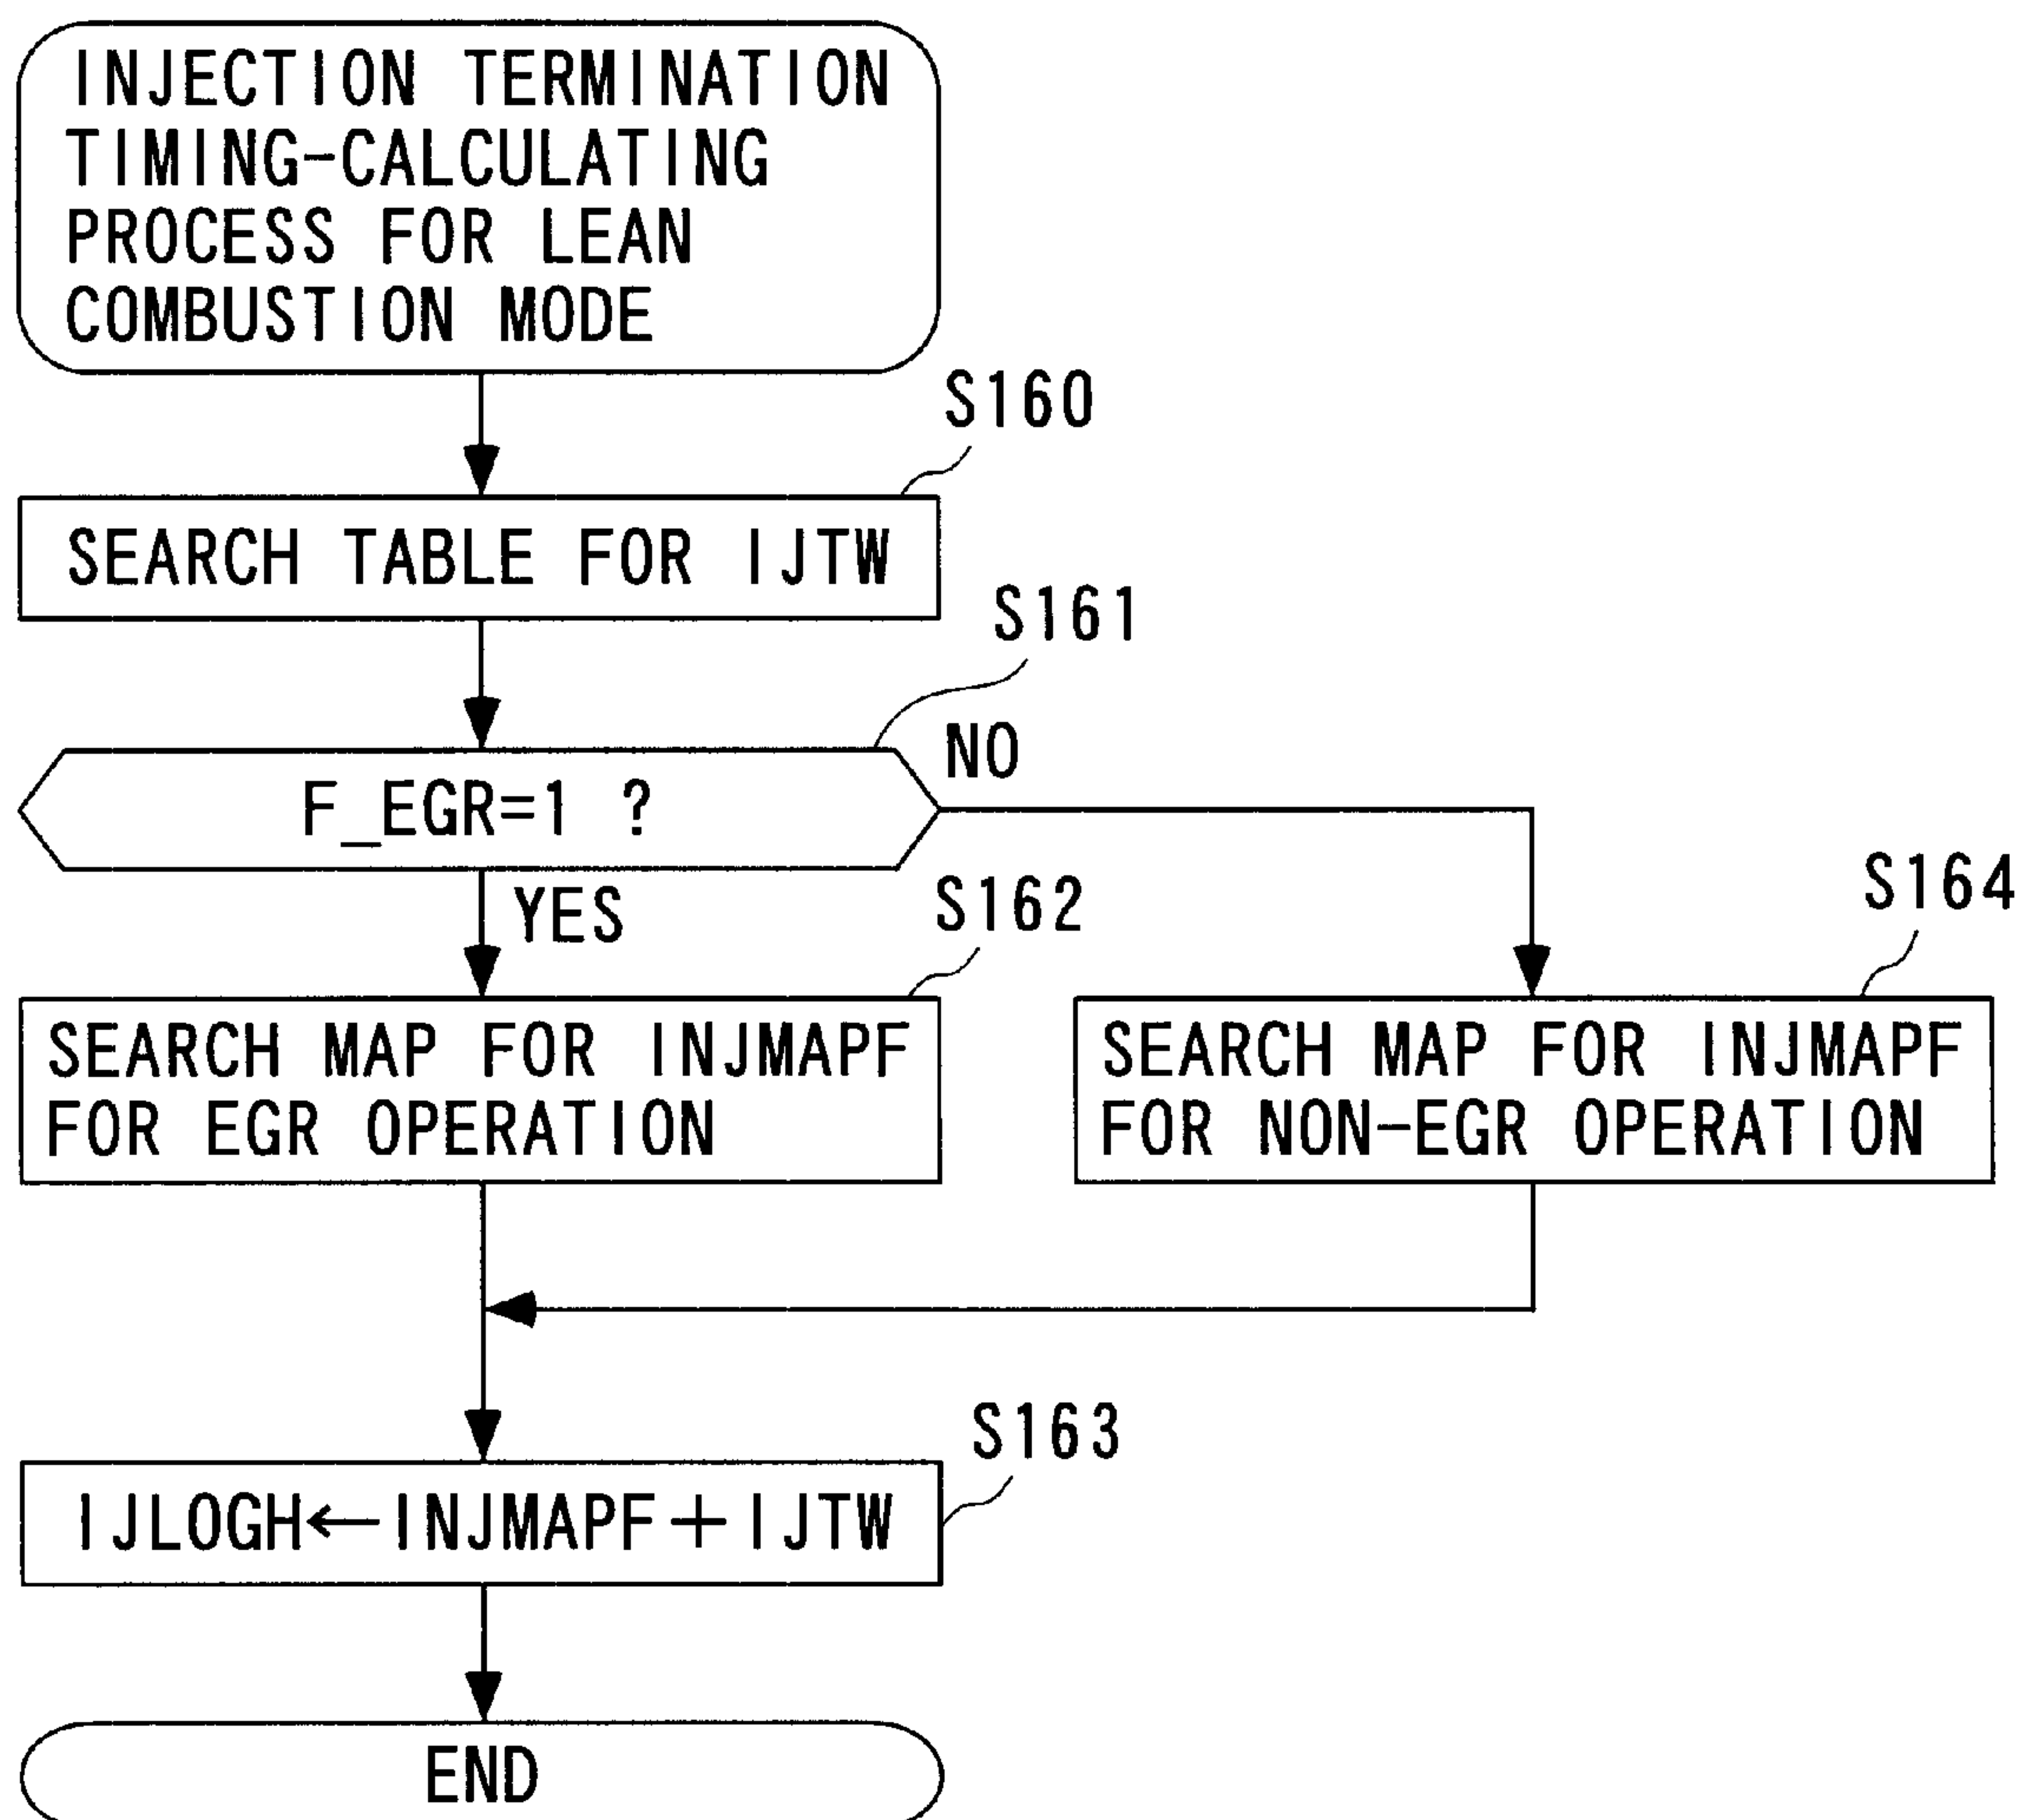 INJECTION TERMINATION
TIMING-CALCULATING
PROCESS FOR LEAN
COMBUSTION MODE
S160
SEARCH TABLE FOR IJTW
S161
F_EGR=1 ?
NO
YES
S162
SEARCH MAP FOR INJMAPF
FOR EGR OPERATION
S164
SEARCH MAP FOR INJMAPF
FOR NON-EGR OPERATION
S163
IJLOGH←INJMAPF+IJTW
END